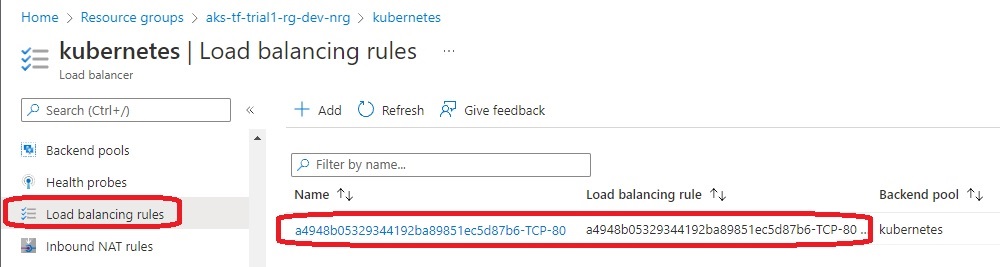 Home > Resource groups > aks-tf-trial1-rg-dev-nrg > kubernetes
kubernetes | Load balancing rules ...
Load balancer
Search (Ctrl+/) «
Add Refresh Give feedback
Backend pools
Health probes
Load balancing rules
Inbound NAT rules
Filter by name...
Name ↑↓ Load balancing rule ↑↓ Backend pool ↑↓
a4948b05329344192ba89851ec5d87b6-TCP-80 a4948b05329344192ba89851ec5d87b6-TCP-80 ... kubernetes